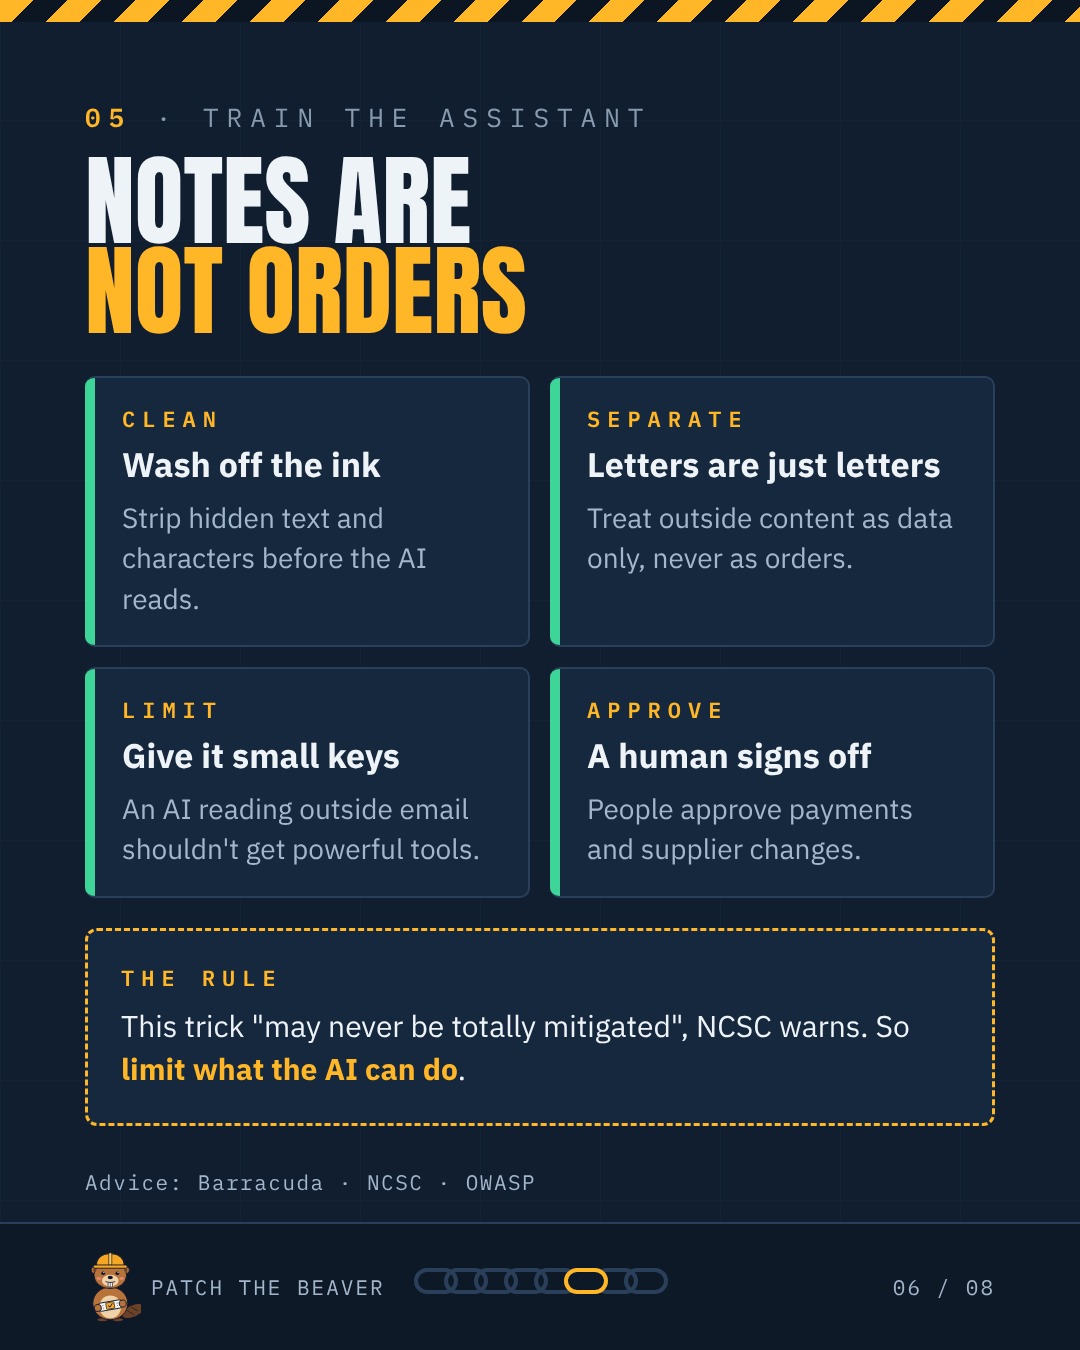 05 · TRAIN THE ASSISTANT
NOTES ARE
NOT ORDERS
CLEAN
Wash off the ink
Strip hidden text and
characters before the AI
reads.
SEPARATE
Letters are just letters
Treat outside content as data
only, never as orders.
LIMIT
Give it small keys
An AI reading outside email
shouldn't get powerful tools.
APPROVE
A human signs off
People approve payments
and supplier changes.
THE RULE
This trick "may never be totally mitigated", NCSC warns. So
limit what the AI can do.
Advice: Barracuda · NCSC · OWASP
PATCH THE BEAVER
06 / 08